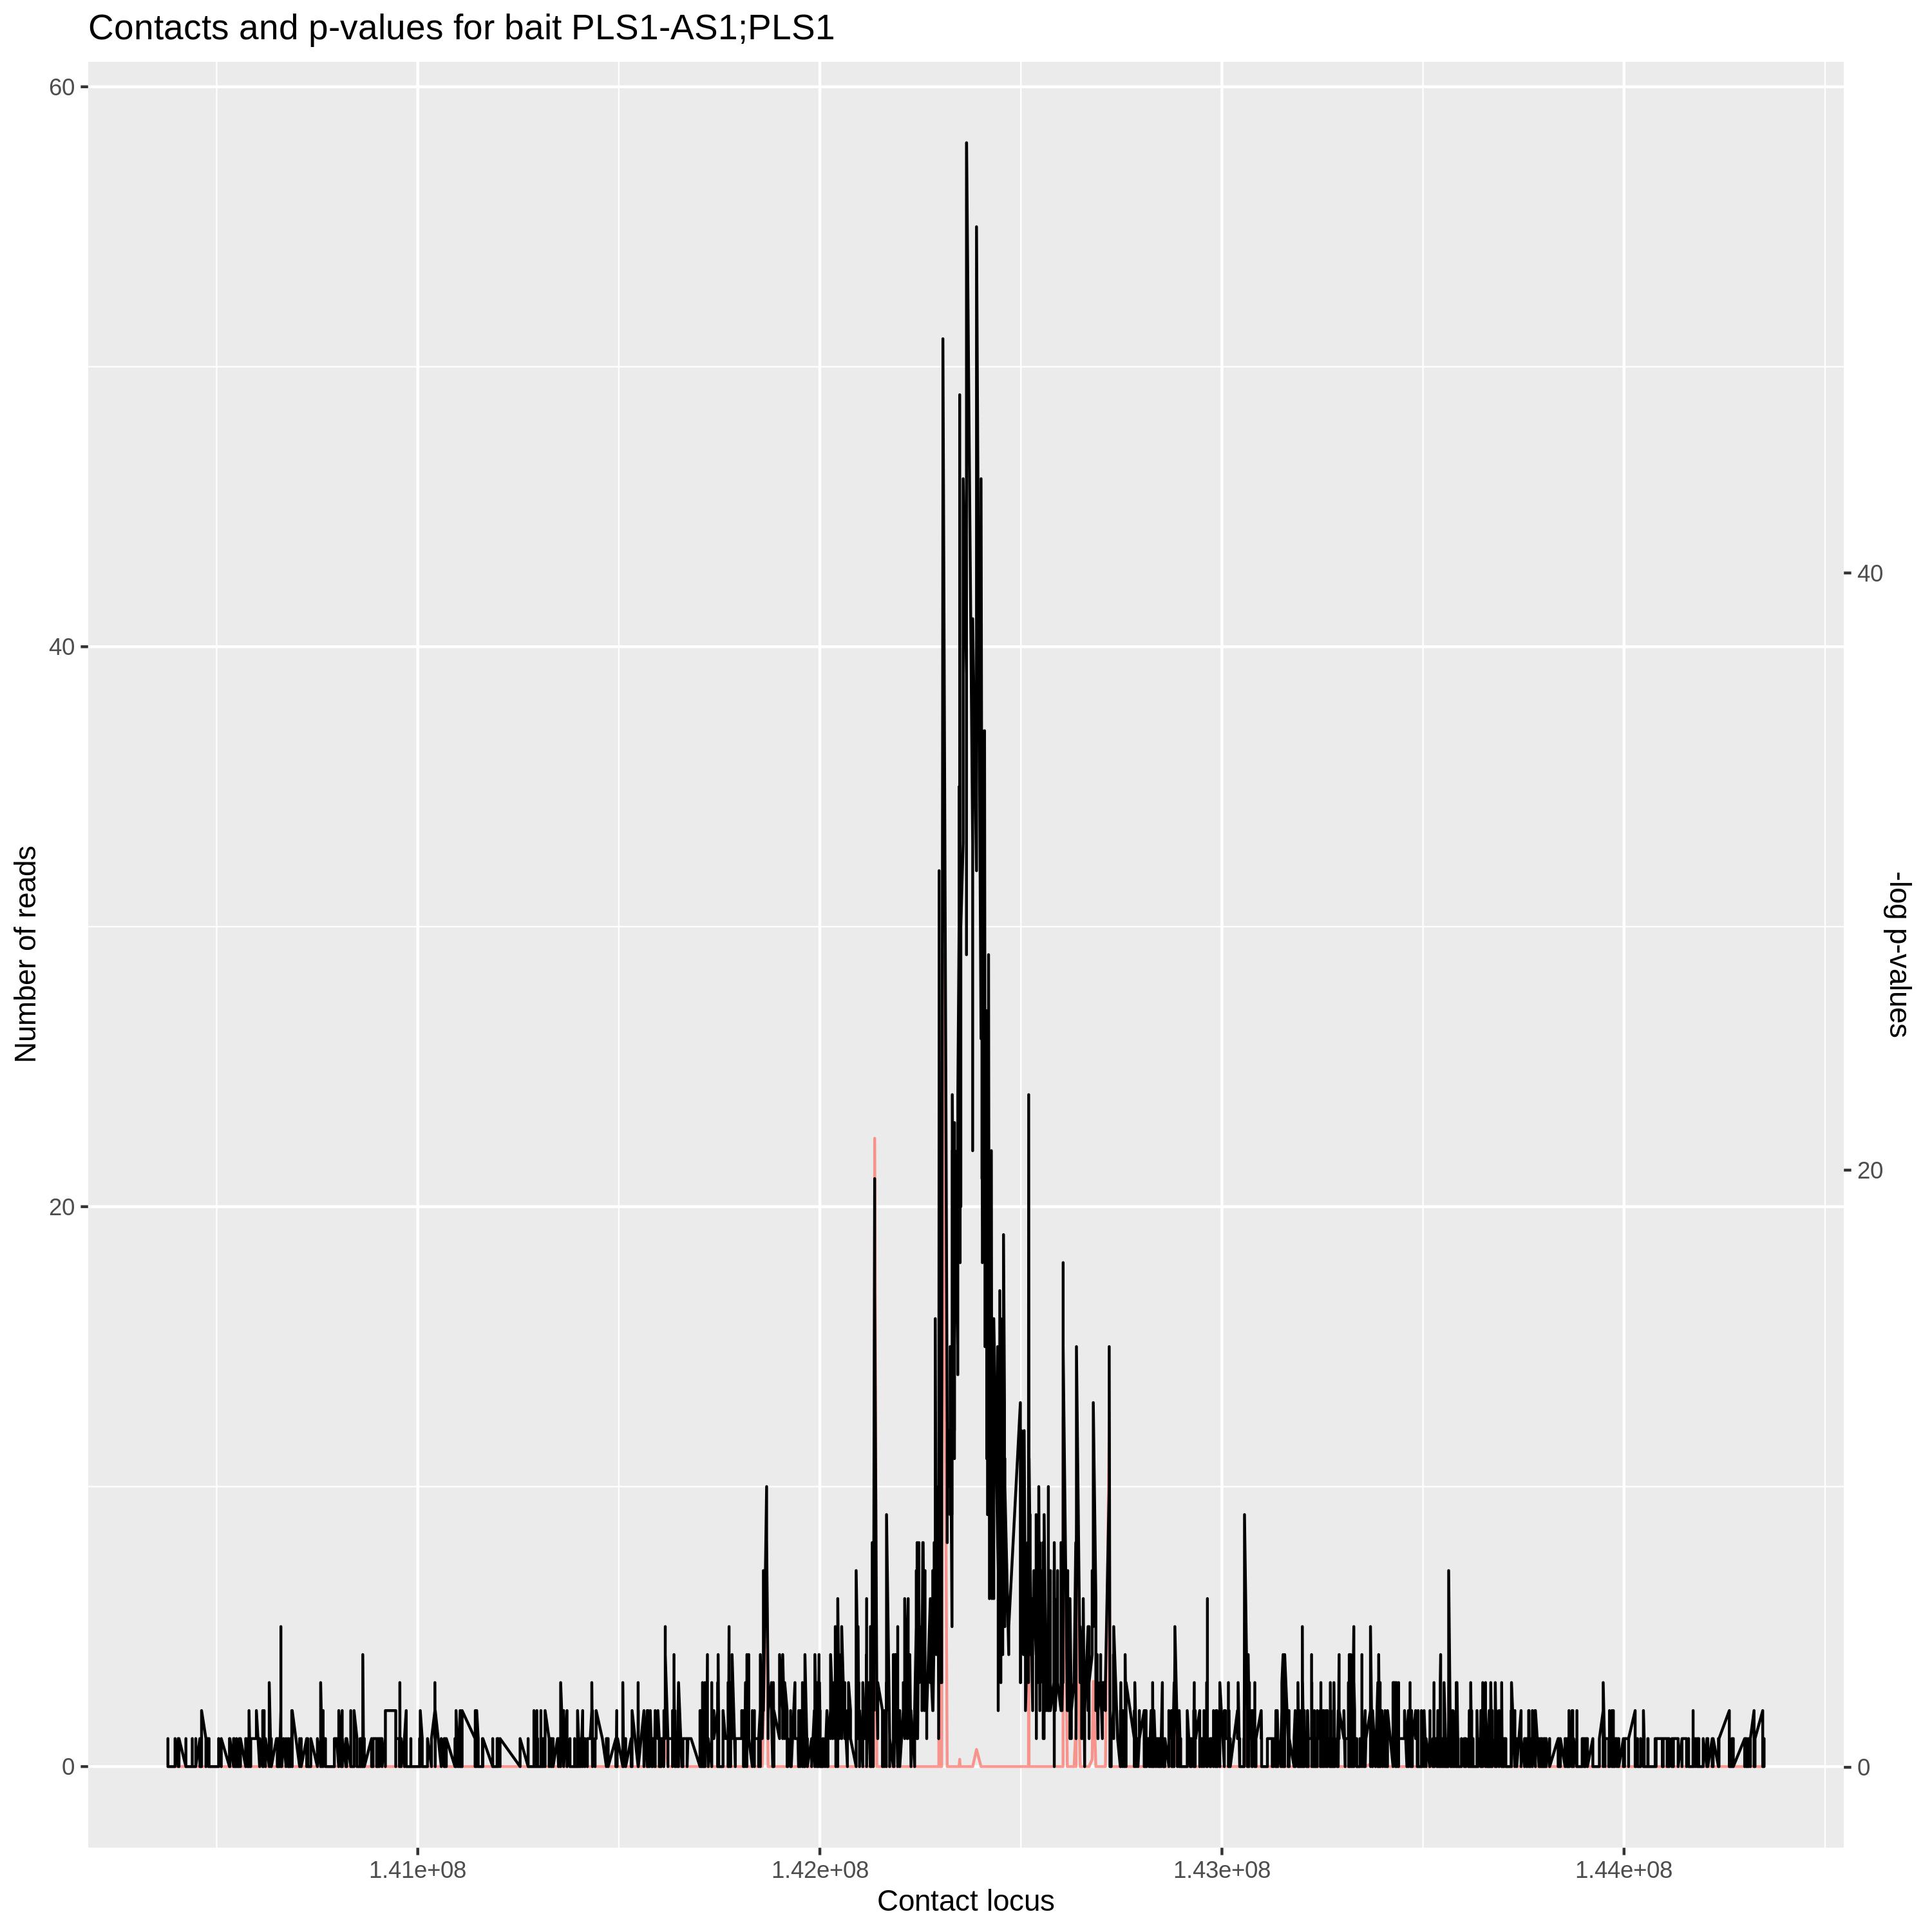 Contacts and p-values for bait PLS1-AS1;PLS1
60
40
20
0
Number of reads
40
20
0
-log p-values
1.41e+08 1.42e+08 1.43e+08 1.44e+08
Contact locus